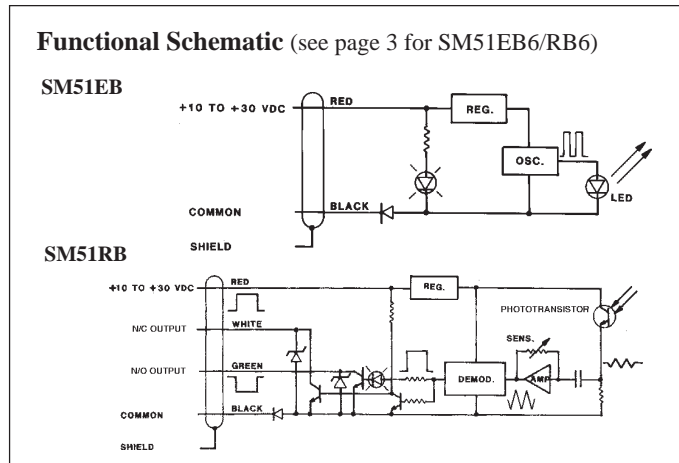 Functional Schematic (see page 3 for SM51EB6/RB6)
SM51EB
+10 TO +30 VDC
RED
REG.
OSC.
LED
COMMON
BLACK
SHIELD
SM51RB
+10 TO +30 VDC
RED
REG.
PHOTOTRANSISTOR
N/C OUTPUT
WHITE
SENS.
N/O OUTPUT
GREEN
DEMOD.
AMP
COMMON
BLACK
SHIELD